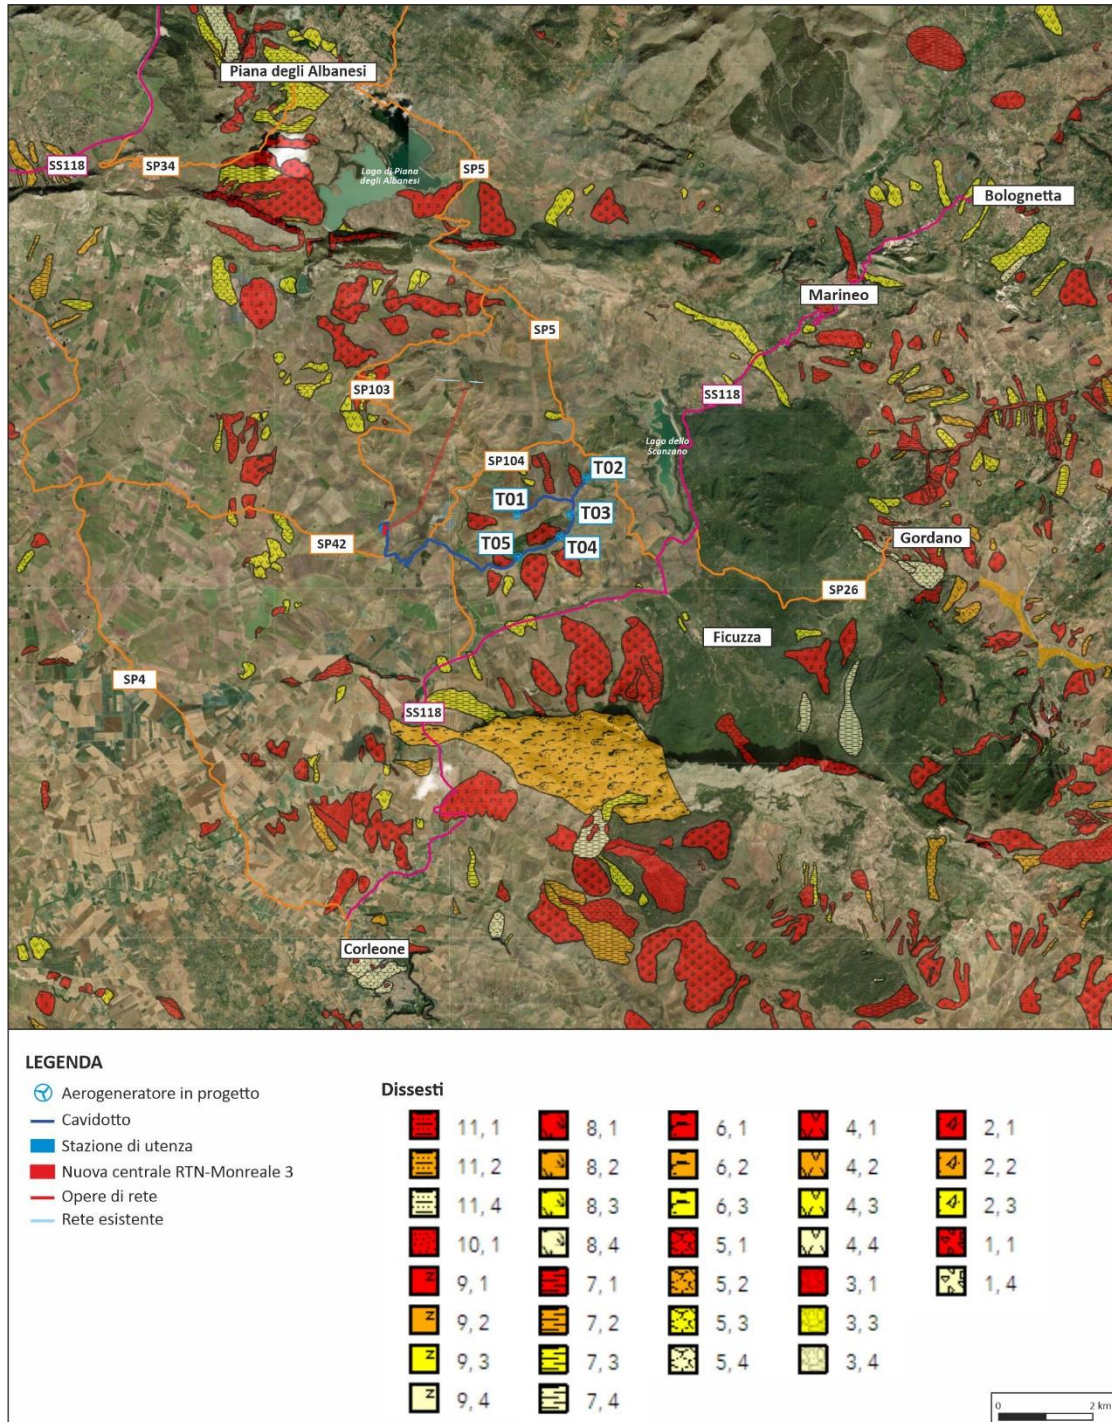 Piana degli Albanesi
SS118
SP34
Lago di Piana
degli Albanesi
SP5
Bolognetta
Marineo
SP5
SP103
SS118
Lago dello
Scanzano
SP104
T02
T01
T03
SP42
T05
T04
Gordano
SP26
Ficuzza
SP4
SS118
Corleone
LEGENDA
Aerogeneratore in progetto
Cavidotto
Stazione di utenza
Nuova centrale RTN-Monreale 3
Opere di rete
Rete esistente
Dissesti
11, 1 8, 1 6, 1 4, 1 2, 1
11, 2 8, 2 6, 2 4, 2 2, 2
11, 4 8, 3 6, 3 4, 3 2, 3
10, 1 8, 4 5, 1 4, 4 1, 1
9, 1 7, 1 5, 2 3, 1 1, 4
9, 2 7, 2 5, 3 3, 3
9, 3 7, 3 5, 4 3, 4
9, 4 7, 4
0 2 km